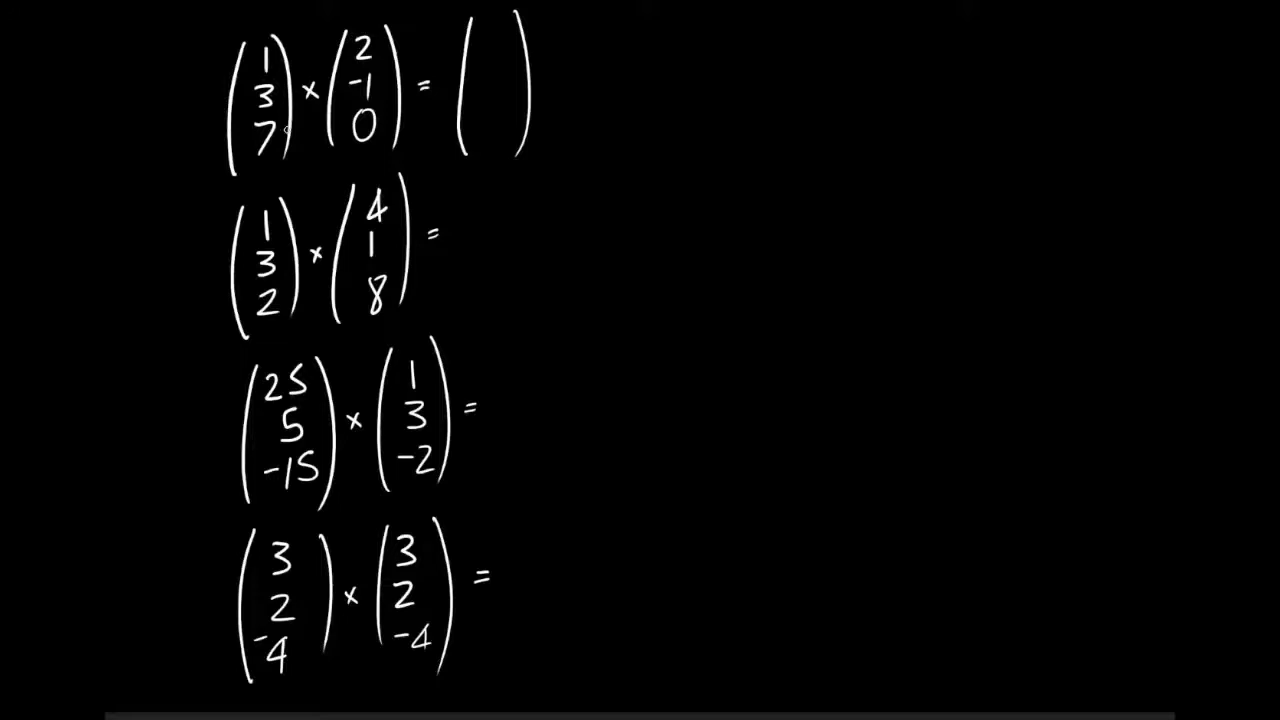 (1 3 7) × (2 -1 0) = ( )
(1 3 2) × (4 1 8) =
(25 5 -15) × (1 3 -2) =
(3 2 -4) × (3 2 -4) =